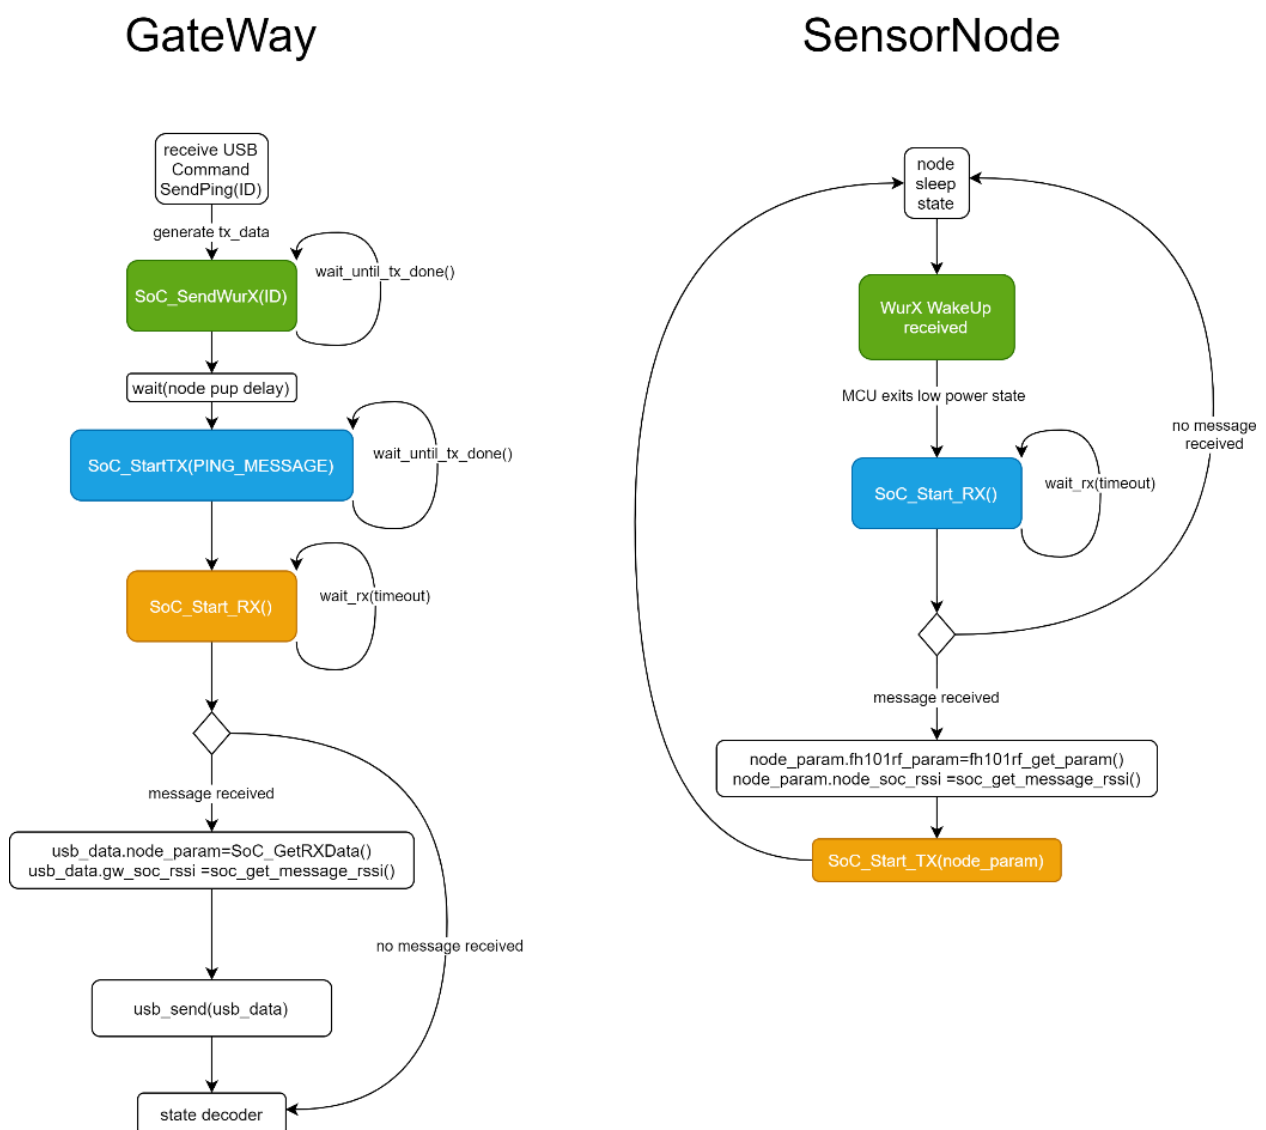 GateWay
receive USB
Command
SendPing(ID)
generate tx_data
wait_until_tx_done()
SoC_SendWurX(ID)
wait(node pup delay)
wait_until_tx_done()
SoC_StartTX(PING_MESSAGE)
wait_rx(timeout)
SoC_Start_RX()
message received
usb_data.node_param=SoC_GetRXData()
usb_data.gw_soc_rssi =soc_get_message_rssi()
no message received
usb_send(usb_data)
state decoder
SensorNode
node
sleep
state
WurX WakeUp
received
MCU exits low power state
no message
received
wait_rx(timeout)
SoC_Start_RX()
message received
node_param.fh101rf_param=fh101rf_get_param()
node_param.node_soc_rssi =soc_get_message_rssi()
SoC_Start_TX(node_param)